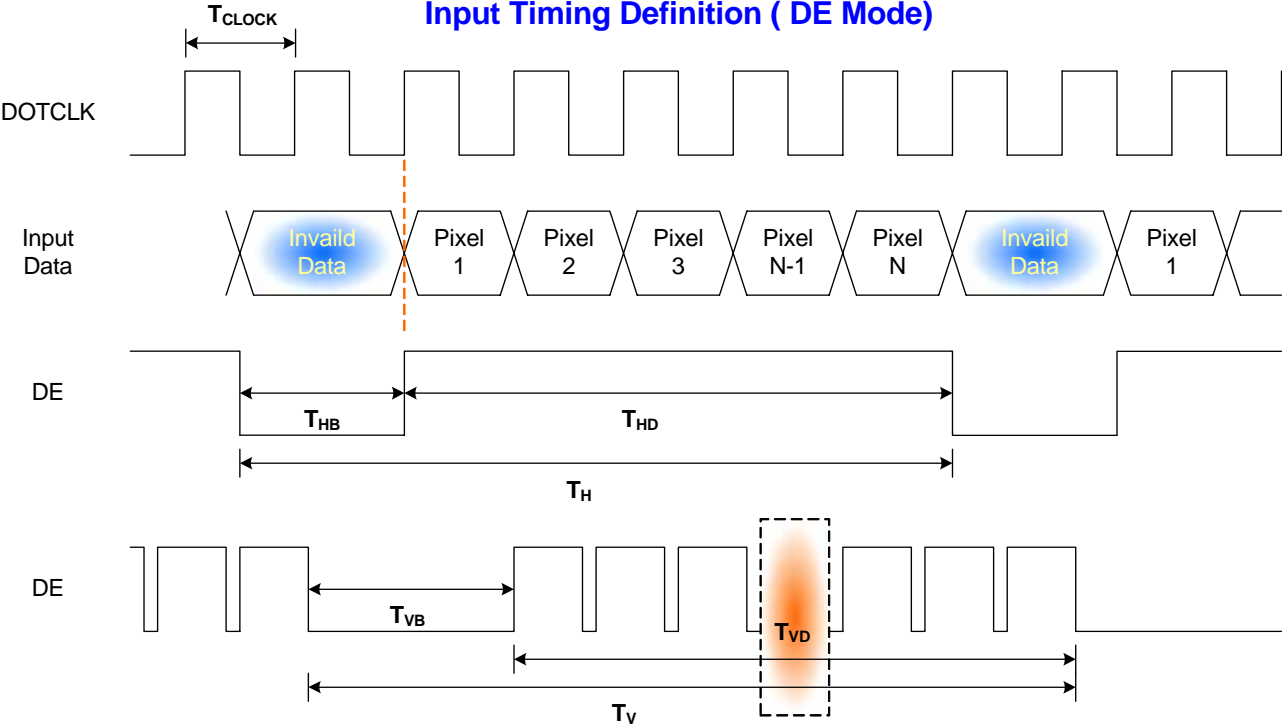 Input Timing Definition ( DE Mode)
TCLOCK
DOTCLK
Input
Data
Invaild
Data
Pixel
1
Pixel
2
Pixel
3
Pixel
N-1
Pixel
N
Invaild
Data
Pixel
1
DE
THB
THD
TH
DE
TVB
TVD
TV